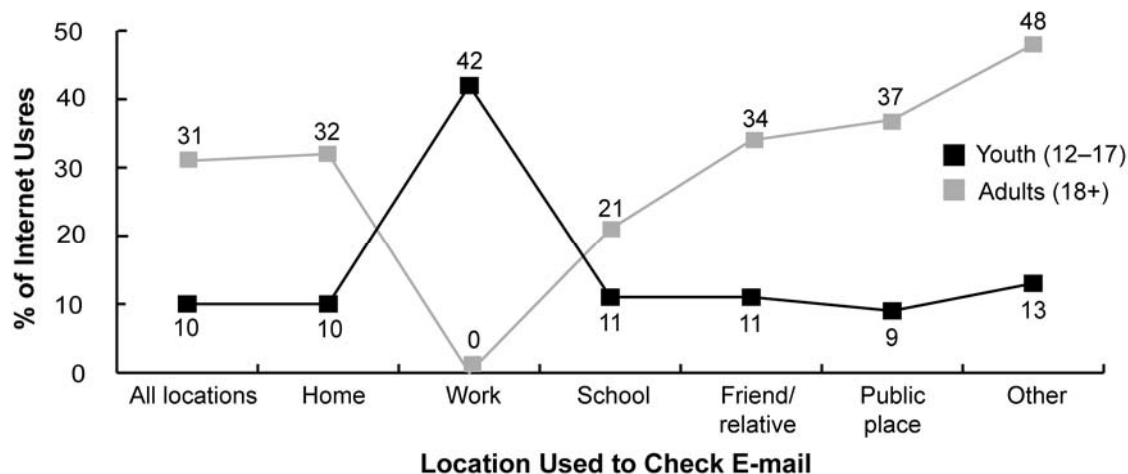 50
40
30
20
10
0
% of Internet Usres
31
32
42
0
21
34
37
48
10
10
11
11
9
13
Youth (12–17)
Adults (18+)
All locations
Home
Work
School
Friend/
relative
Public
place
Other
Location Used to Check E-mail